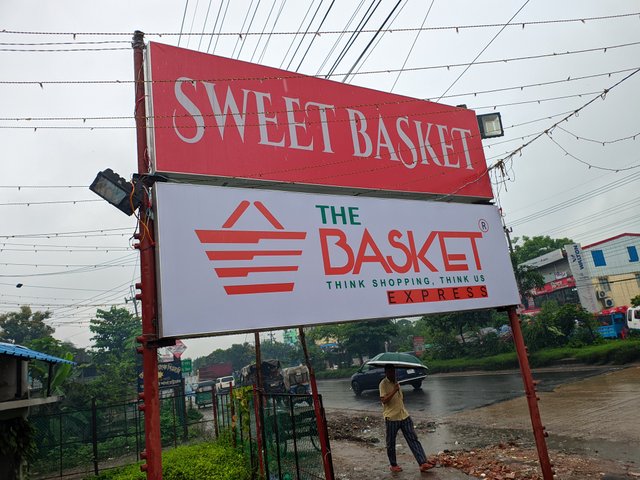 SWEET BASKET
THE
BASKET®
THINK SHOPPING, THINK US
EXPRESS